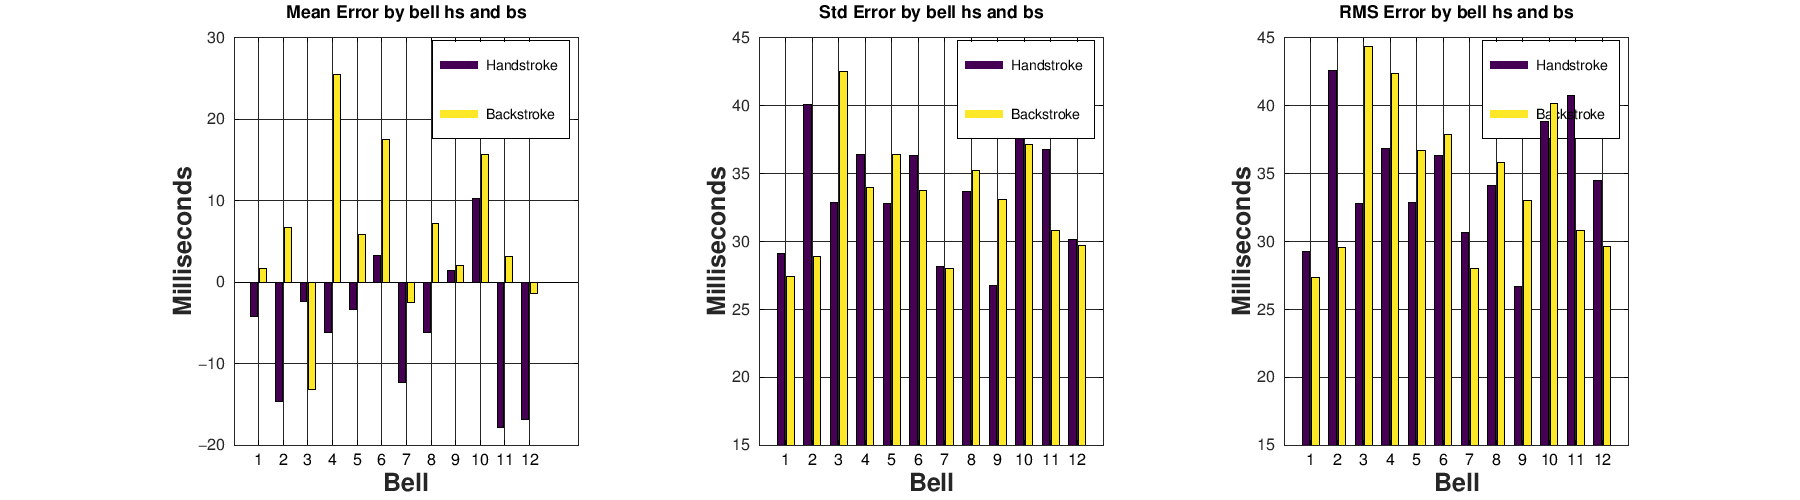 Mean Error by bell hs and bs
30
20
10
0
−10
−20
Milliseconds
1 2 3 4 5 6 7 8 9 10 11 12
Bell
Handstroke
Backstroke
Std Error by bell hs and bs
45
40
35
30
25
20
15
Milliseconds
1 2 3 4 5 6 7 8 9 10 11 12
Bell
Handstroke
Backstroke
RMS Error by bell hs and bs
45
40
35
30
25
20
15
Milliseconds
1 2 3 4 5 6 7 8 9 10 11 12
Bell
Handstroke
Backstroke